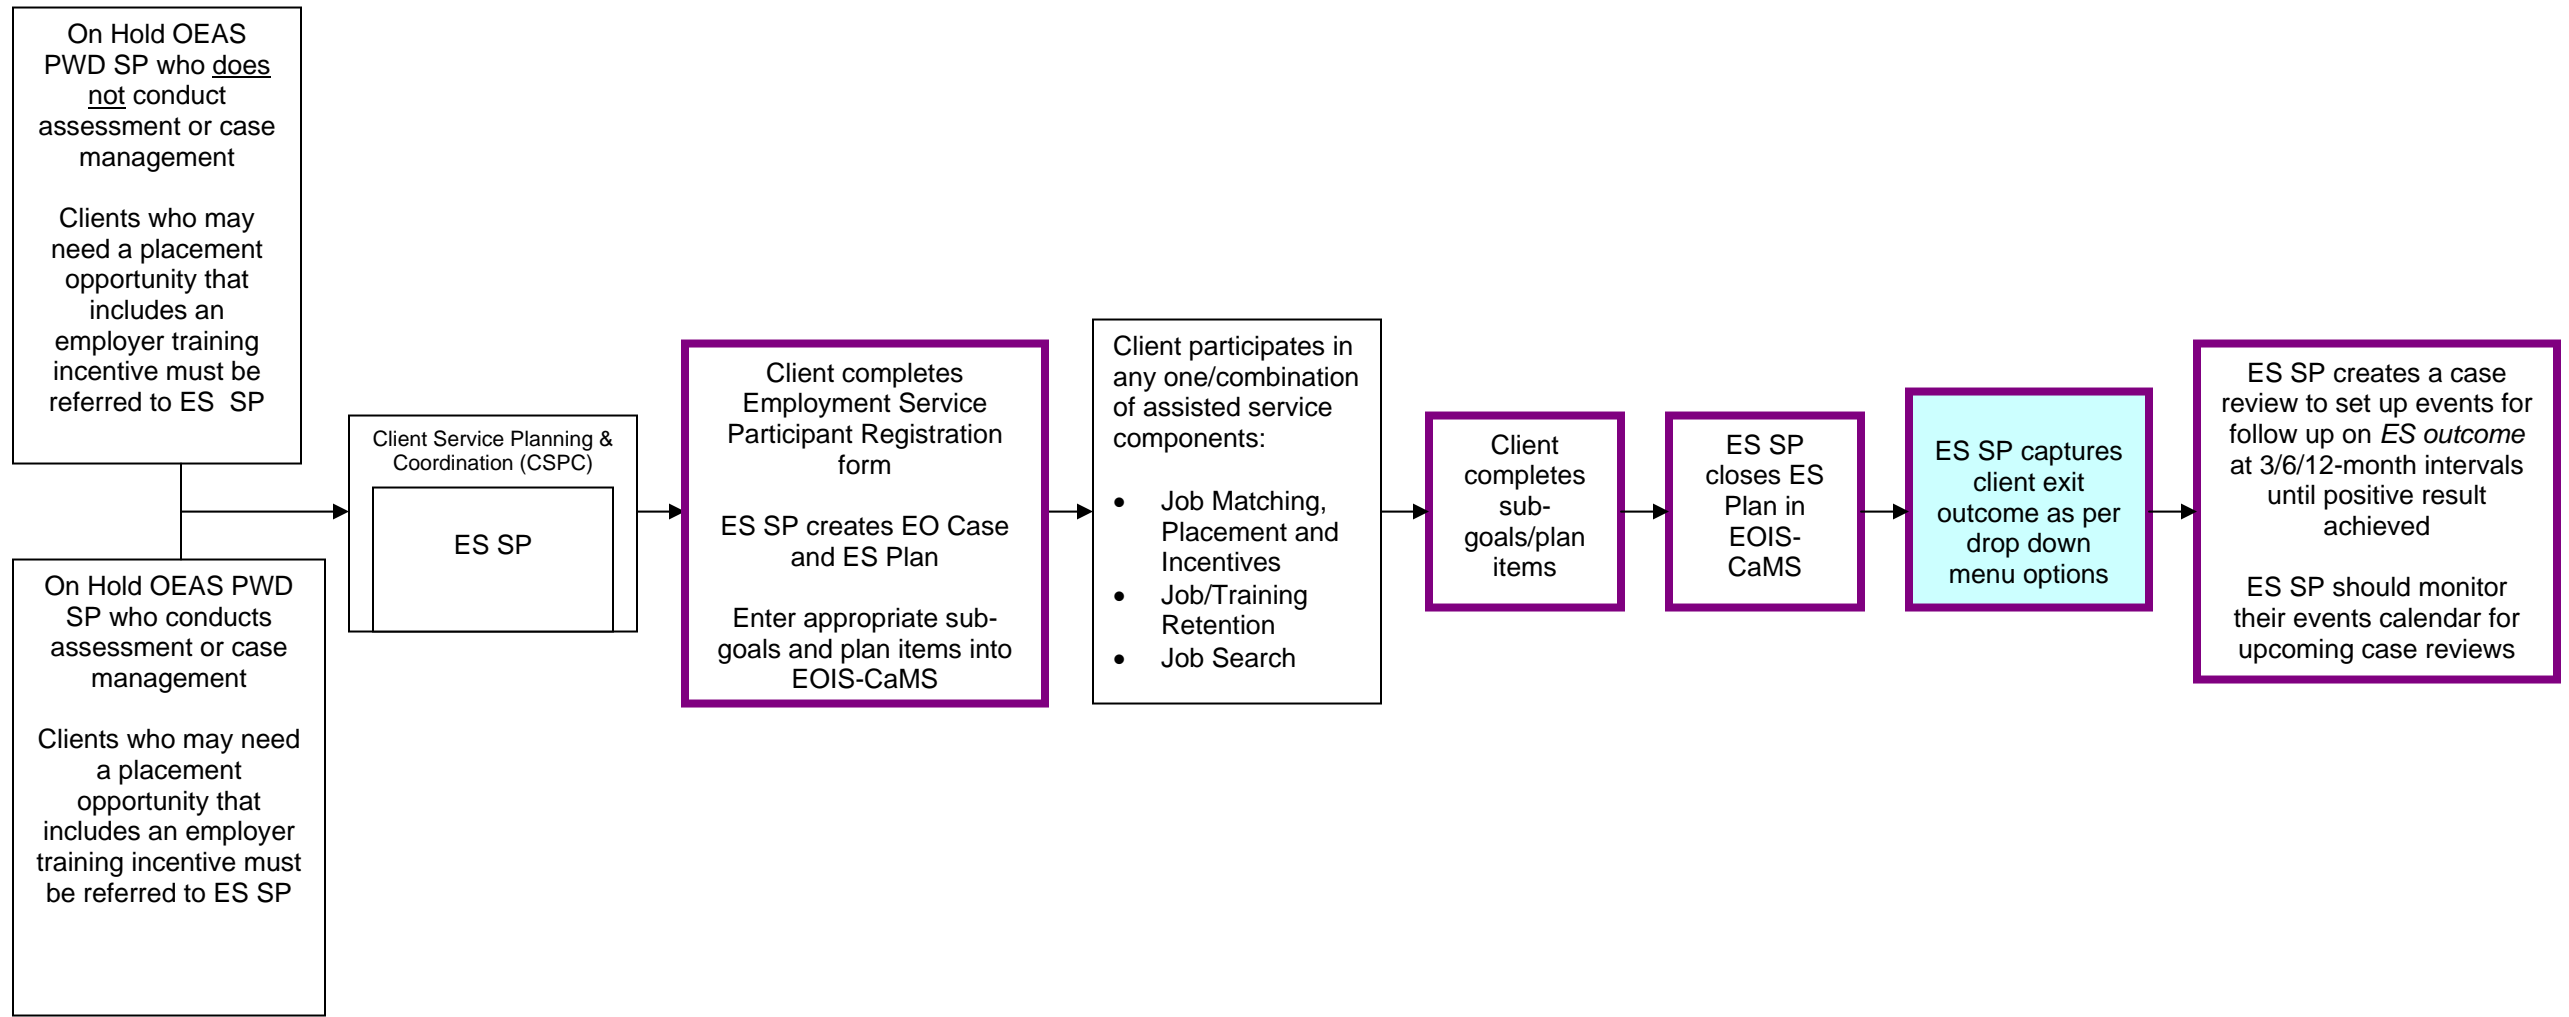 On Hold OEAS
PWD SP who does
not conduct
assessment or case
management
Clients who may
need a placement
opportunity that
includes an
employer training
incentive must be
referred to ES  SP
On Hold OEAS PWD
SP who conducts
assessment or case
management
Clients who may need
a placement
opportunity that
includes an employer
training incentive must
be referred to ES SP
Client Service Planning &
Coordination (CSPC)
ES SP
Client completes
Employment Service
Participant Registration
form
ES SP creates EO Case
and ES Plan
Enter appropriate sub-
goals and plan items into
EOIS-CaMS
Client participates in
any one/combination
of assisted service
components:
• Job Matching,
Placement and
Incentives
• Job/Training
Retention
• Job Search
Client
completes
sub-
goals/plan
items
ES SP
closes ES
Plan in
EOIS-
CaMS
ES SP captures
client exit
outcome as per
drop down
menu options
ES SP creates a case
review to set up events for
follow up on ES outcome
at 3/6/12-month intervals
until positive result
achieved
ES SP should monitor
their events calendar for
upcoming case reviews